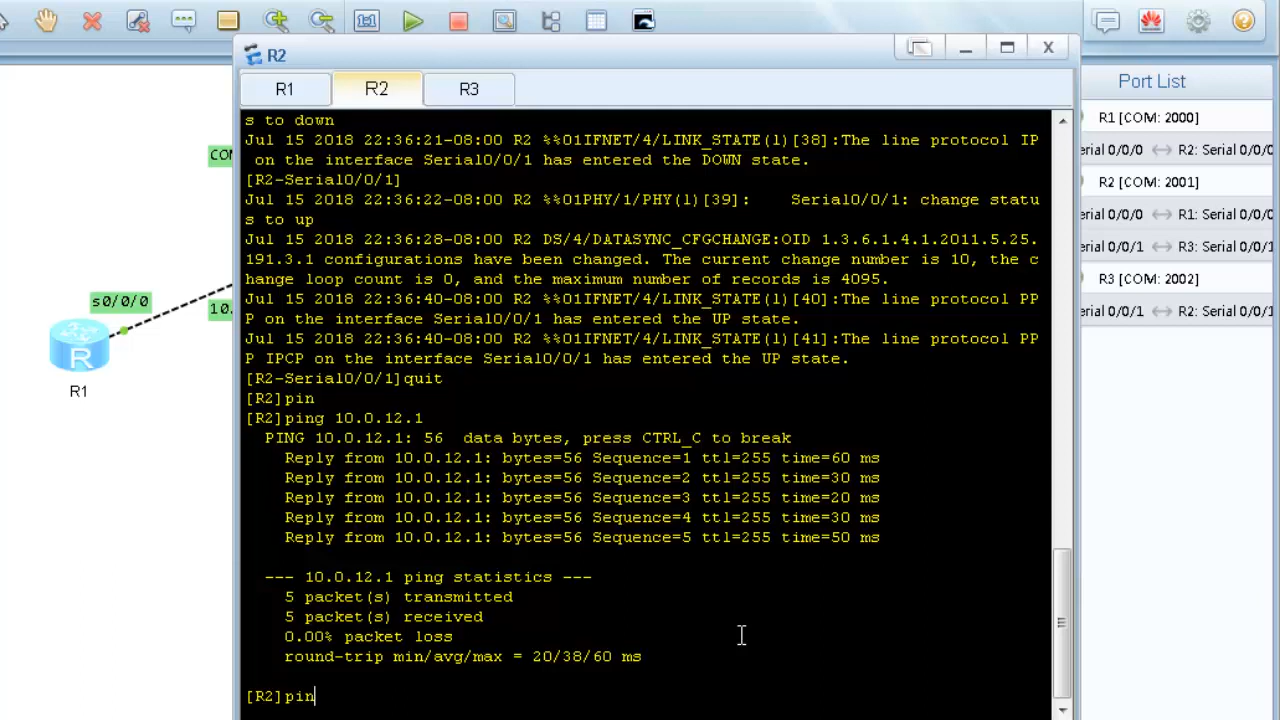 R2
R1
R2
R3
s to down
Jul 15 2018 22:36:21-08:00 R2 %%01IFNET/4/LINK_STATE(l)[38]:The line protocol IP
on the interface Serial0/0/1 has entered the DOWN state.
[R2-Serial0/0/1]
Jul 15 2018 22:36:22-08:00 R2 %%01PHY/1/PHY(l)[39]:    Serial0/0/1: change statu
s to up
Jul 15 2018 22:36:28-08:00 R2 DS/4/DATASYNC_CFGCHANGE:OID 1.3.6.1.4.1.2011.5.25.
191.3.1 configurations have been changed. The current change number is 10, the c
hange loop count is 0, and the maximum number of records is 4095.
Jul 15 2018 22:36:40-08:00 R2 %%01IFNET/4/LINK_STATE(l)[40]:The line protocol PP
P on the interface Serial0/0/1 has entered the UP state.
Jul 15 2018 22:36:40-08:00 R2 %%01IFNET/4/LINK_STATE(l)[41]:The line protocol PP
P IPCP on the interface Serial0/0/1 has entered the UP state.
[R2-Serial0/0/1]quit
[R2]pin
[R2]ping 10.0.12.1
PING 10.0.12.1: 56  data bytes, press CTRL_C to break
Reply from 10.0.12.1: bytes=56 Sequence=1 ttl=255 time=60 ms
Reply from 10.0.12.1: bytes=56 Sequence=2 ttl=255 time=30 ms
Reply from 10.0.12.1: bytes=56 Sequence=3 ttl=255 time=20 ms
Reply from 10.0.12.1: bytes=56 Sequence=4 ttl=255 time=30 ms
Reply from 10.0.12.1: bytes=56 Sequence=5 ttl=255 time=50 ms
--- 10.0.12.1 ping statistics ---
5 packet(s) transmitted
5 packet(s) received
0.00% packet loss
round-trip min/avg/max = 20/38/60 ms
[R2]pin
COM
s0/0/0
10.
R
R1
Port List
R1 [COM: 2000]
erial 0/0/0 ↔ R2: Serial 0/0/0
R2 [COM: 2001]
erial 0/0/0 ↔ R1: Serial 0/0/0
erial 0/0/1 ↔ R3: Serial 0/0/1
R3 [COM: 2002]
erial 0/0/1 ↔ R2: Serial 0/0/1